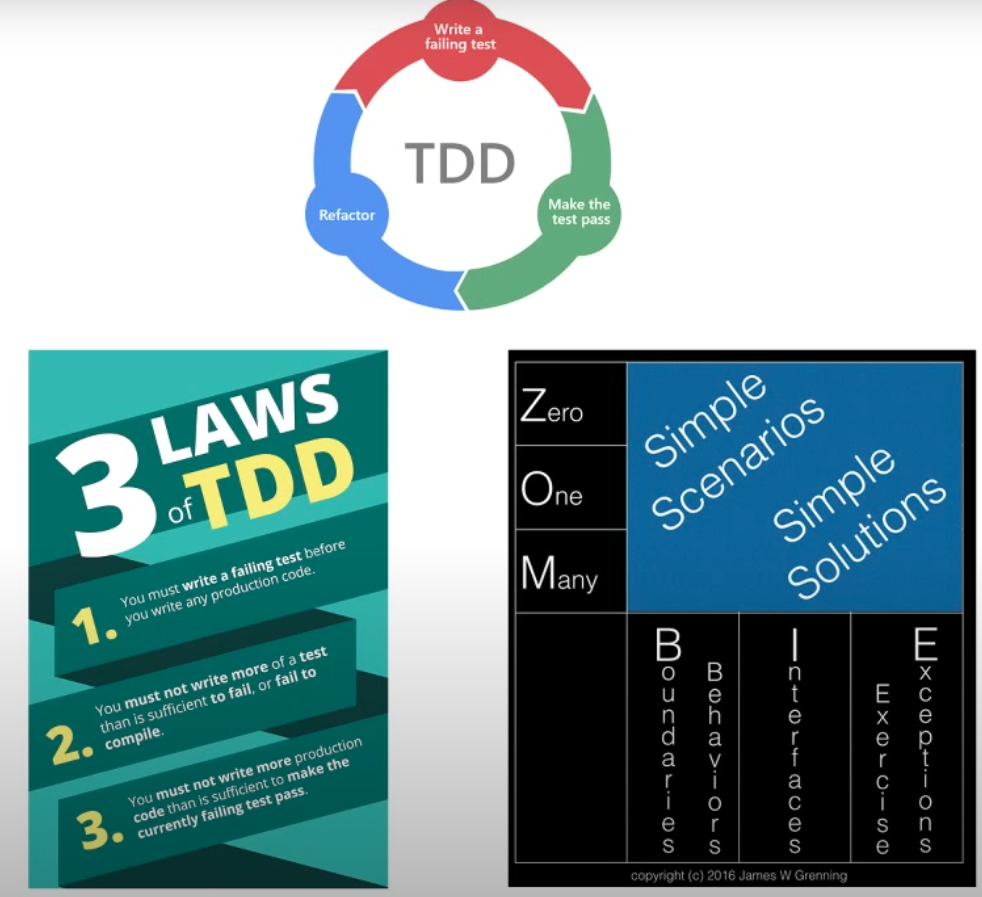 Write a
failing test
TDD
Make the
test pass
Refactor
3 LAWS
of TDD
1. You must write a failing test before
you write any production code.
2. You must not write more of a test
than is sufficient to fail, or fail to
compile.
3. You must not write more production
code than is sufficient to make the
currently failing test pass.
Zero
One
Many
Simple
Scenarios
Simple
Solutions
Boundaries
Behaviors
Interfaces
Exercise
Exceptions
copyright (c) 2016 James W Grenning